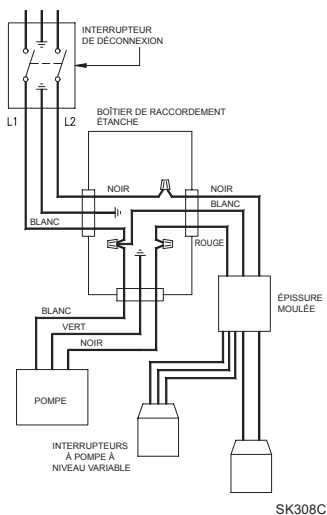 INTERRUPTEUR
DE DÉCONNEXION
L1
L2
BOÎTIER DE RACCORDEMENT
ÉTANCHE
NOIR
NOIR
BLANC
BLANC
ROUGE
ÉPISSURE
MOULÉE
BLANC
VERT
NOIR
POMPE
INTERRUPTEURS
À POMPE À
NIVEAU VARIABLE
SK308C